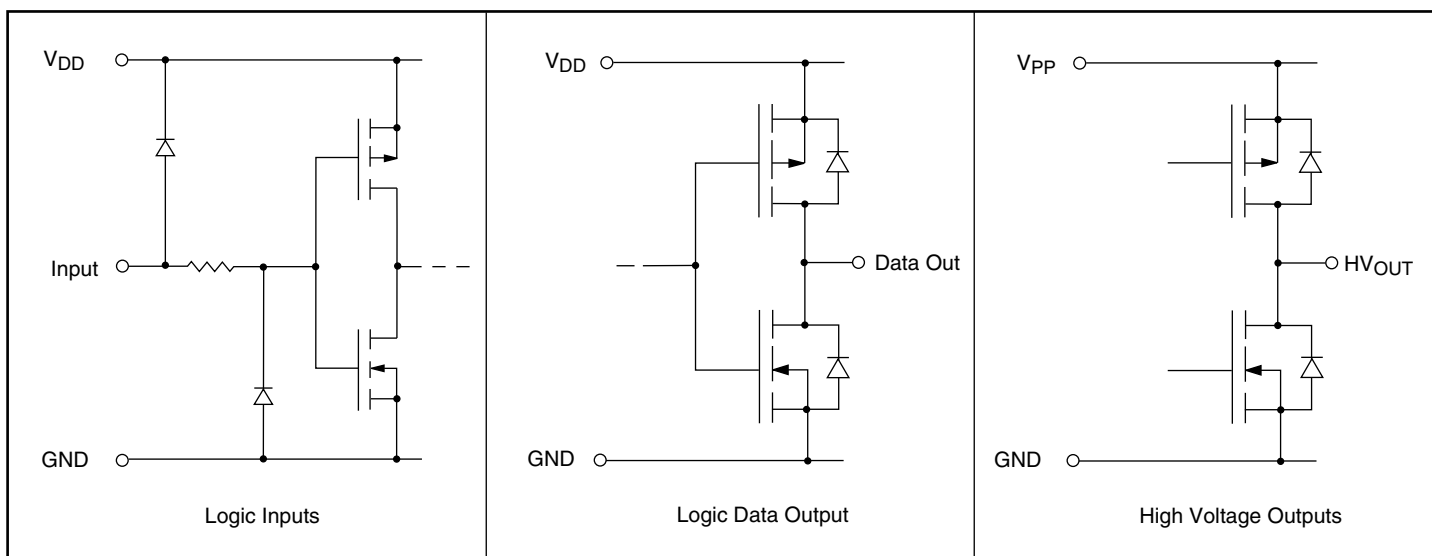 V_DD
Input
GND
Logic Inputs
V_DD
Data Out
GND
Logic Data Output
V_PP
HV_OUT
GND
High Voltage Outputs